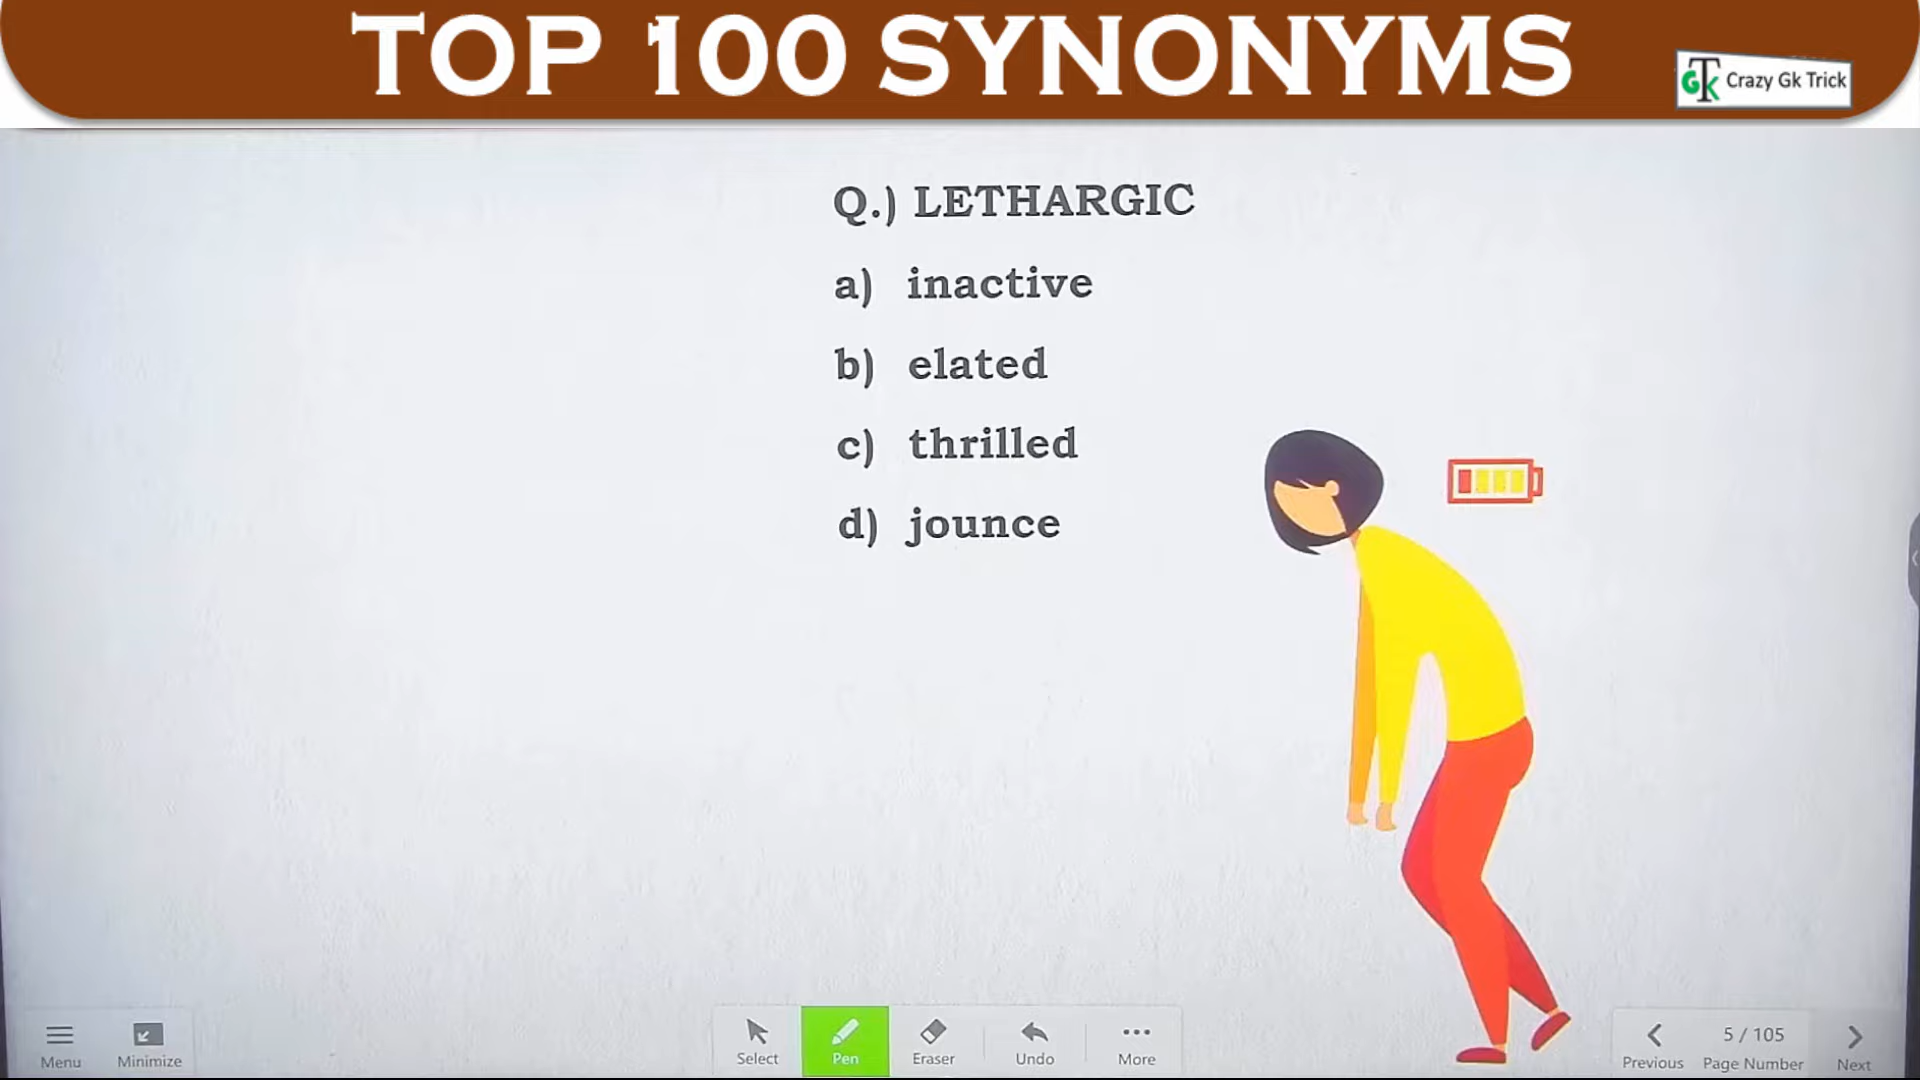 TOP 100 SYNONYMS
GTK Crazy Gk Trick
Q.) LETHARGIC
a) inactive
b) elated
c) thrilled
d) jounce
Menu
Minimize
Select
Pen
Eraser
Undo
More
Previous
5 / 105
Page Number
Next